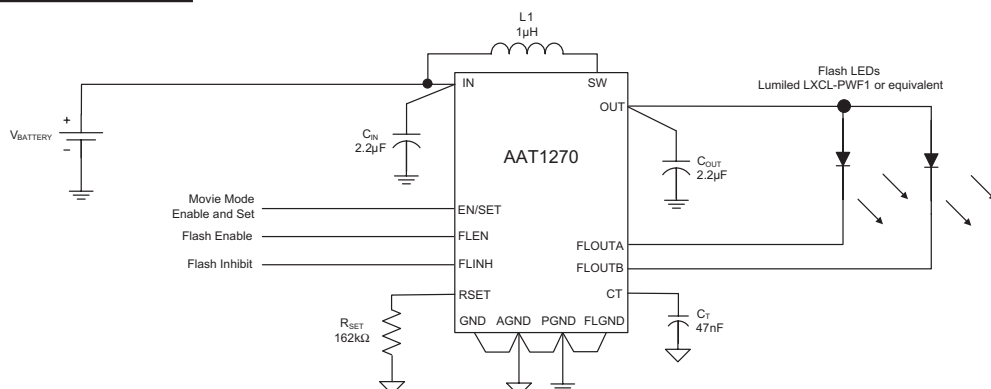 L1
1µH
IN
SW
Flash LEDs
Lumiled LXCL-PWF1 or equivalent
OUT
+
VBATTERY
–
CIN
2.2µF
AAT1270
COUT
2.2µF
Movie Mode
Enable and Set
EN/SET
Flash Enable
FLEN
FLOUTA
Flash Inhibit
FLINH
FLOUTB
RSET
CT
RSET
162kΩ
GND AGND PGND FLGND
CT
47nF